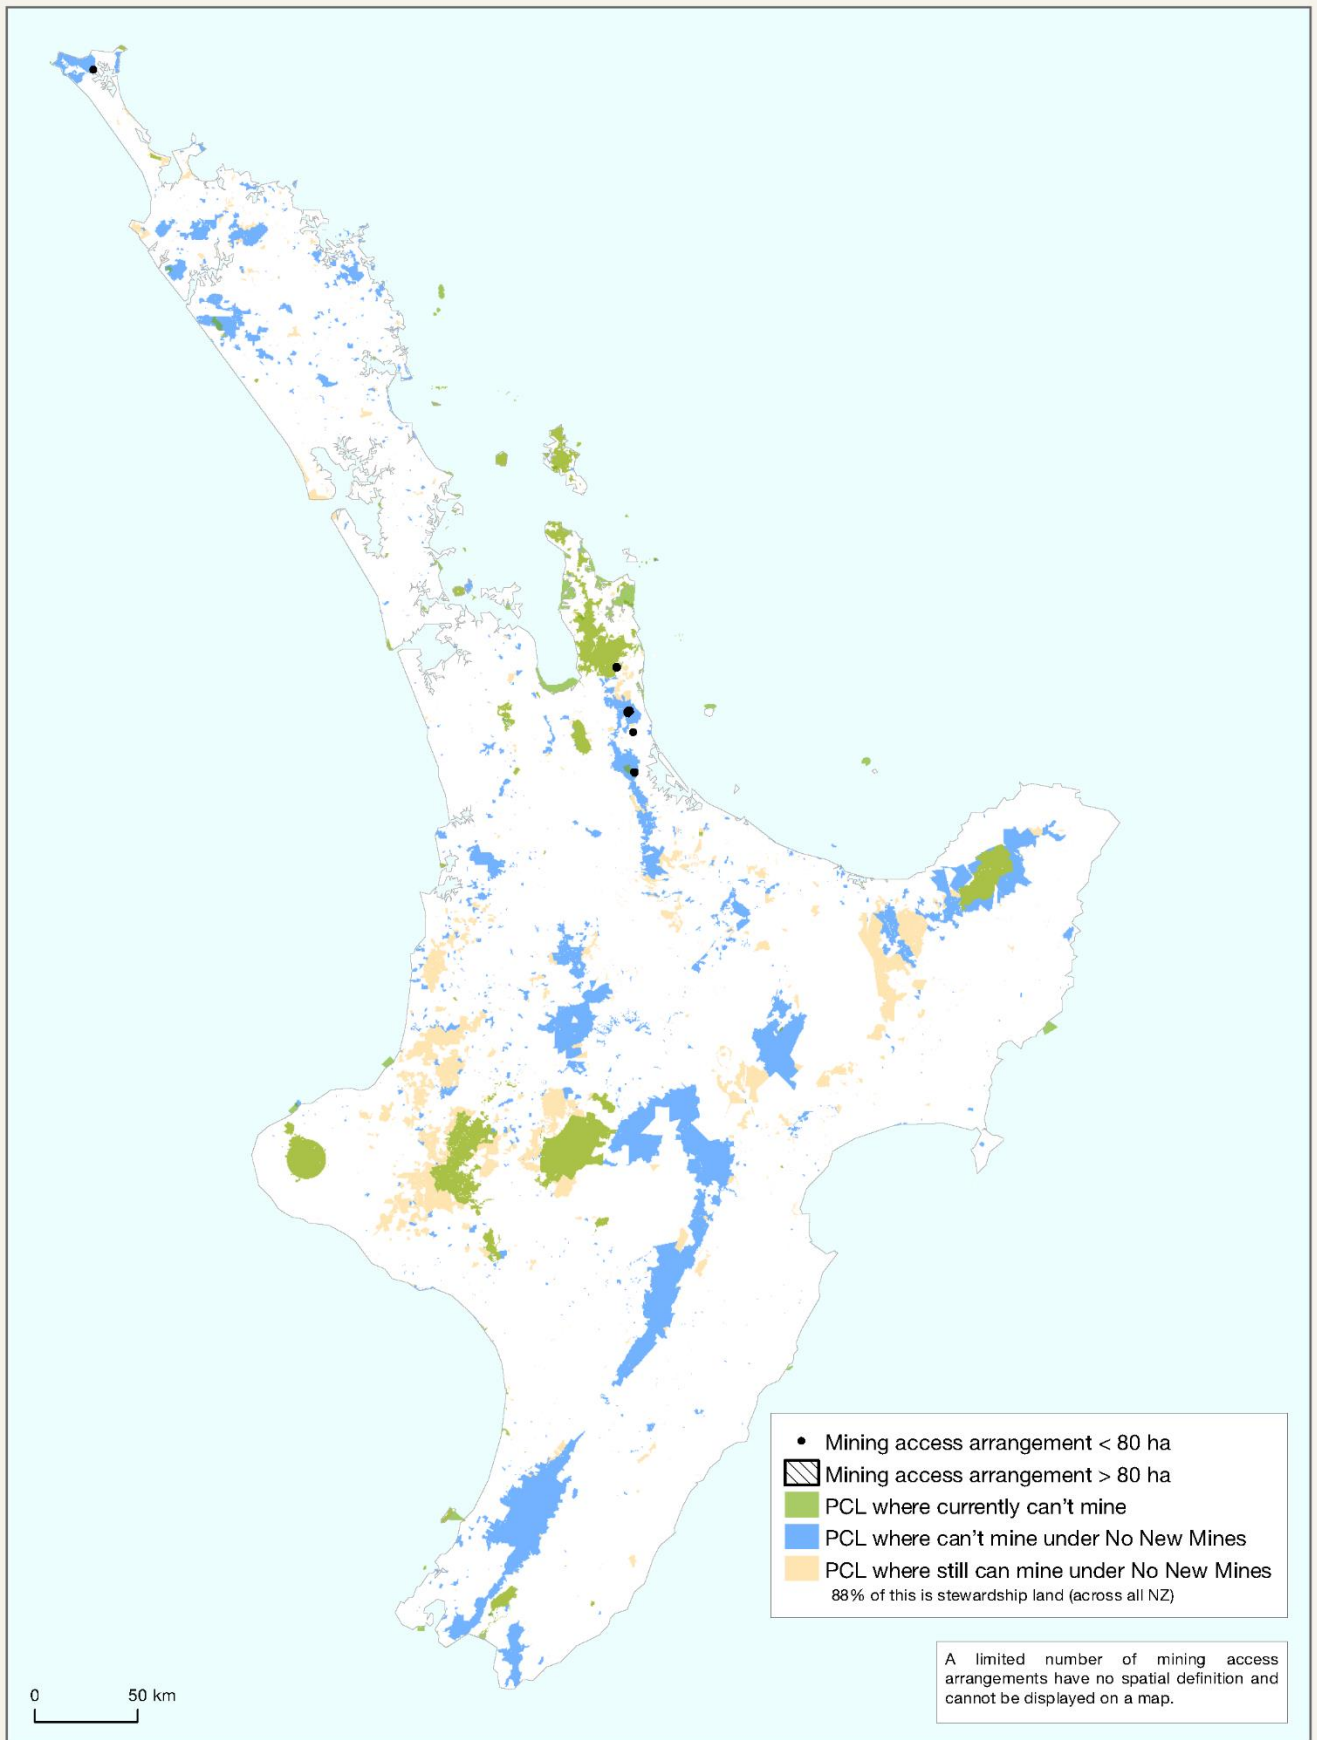 Mining access arrangement < 80 ha
Mining access arrangement > 80 ha
PCL where currently can't mine
PCL where can't mine under No New Mines
PCL where still can mine under No New Mines
88% of this is stewardship land (across all NZ)
A limited number of mining access
arrangements have no spatial definition and
cannot be displayed on a map.
0 50 km